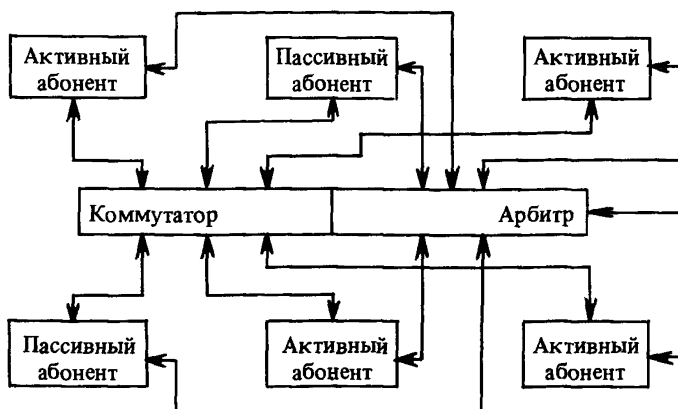 Активный
абонент
Пассивный
абонент
Активный
абонент
Коммутатор
Арбитр
Пассивный
абонент
Активный
абонент
Активный
абонент